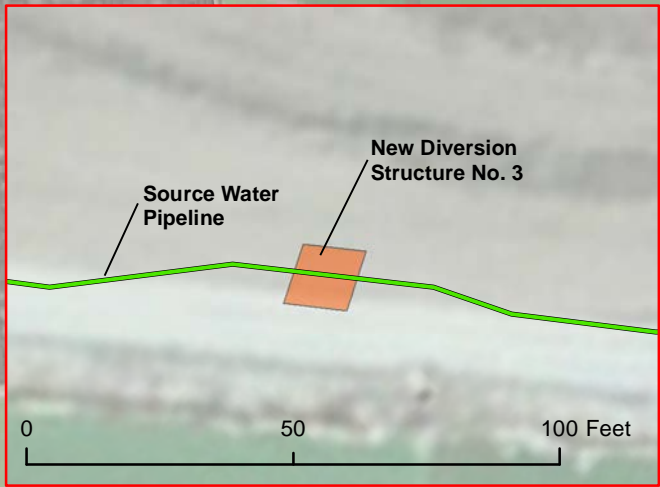 New Diversion
Structure No. 3
Source Water
Pipeline
0 50 100 Feet